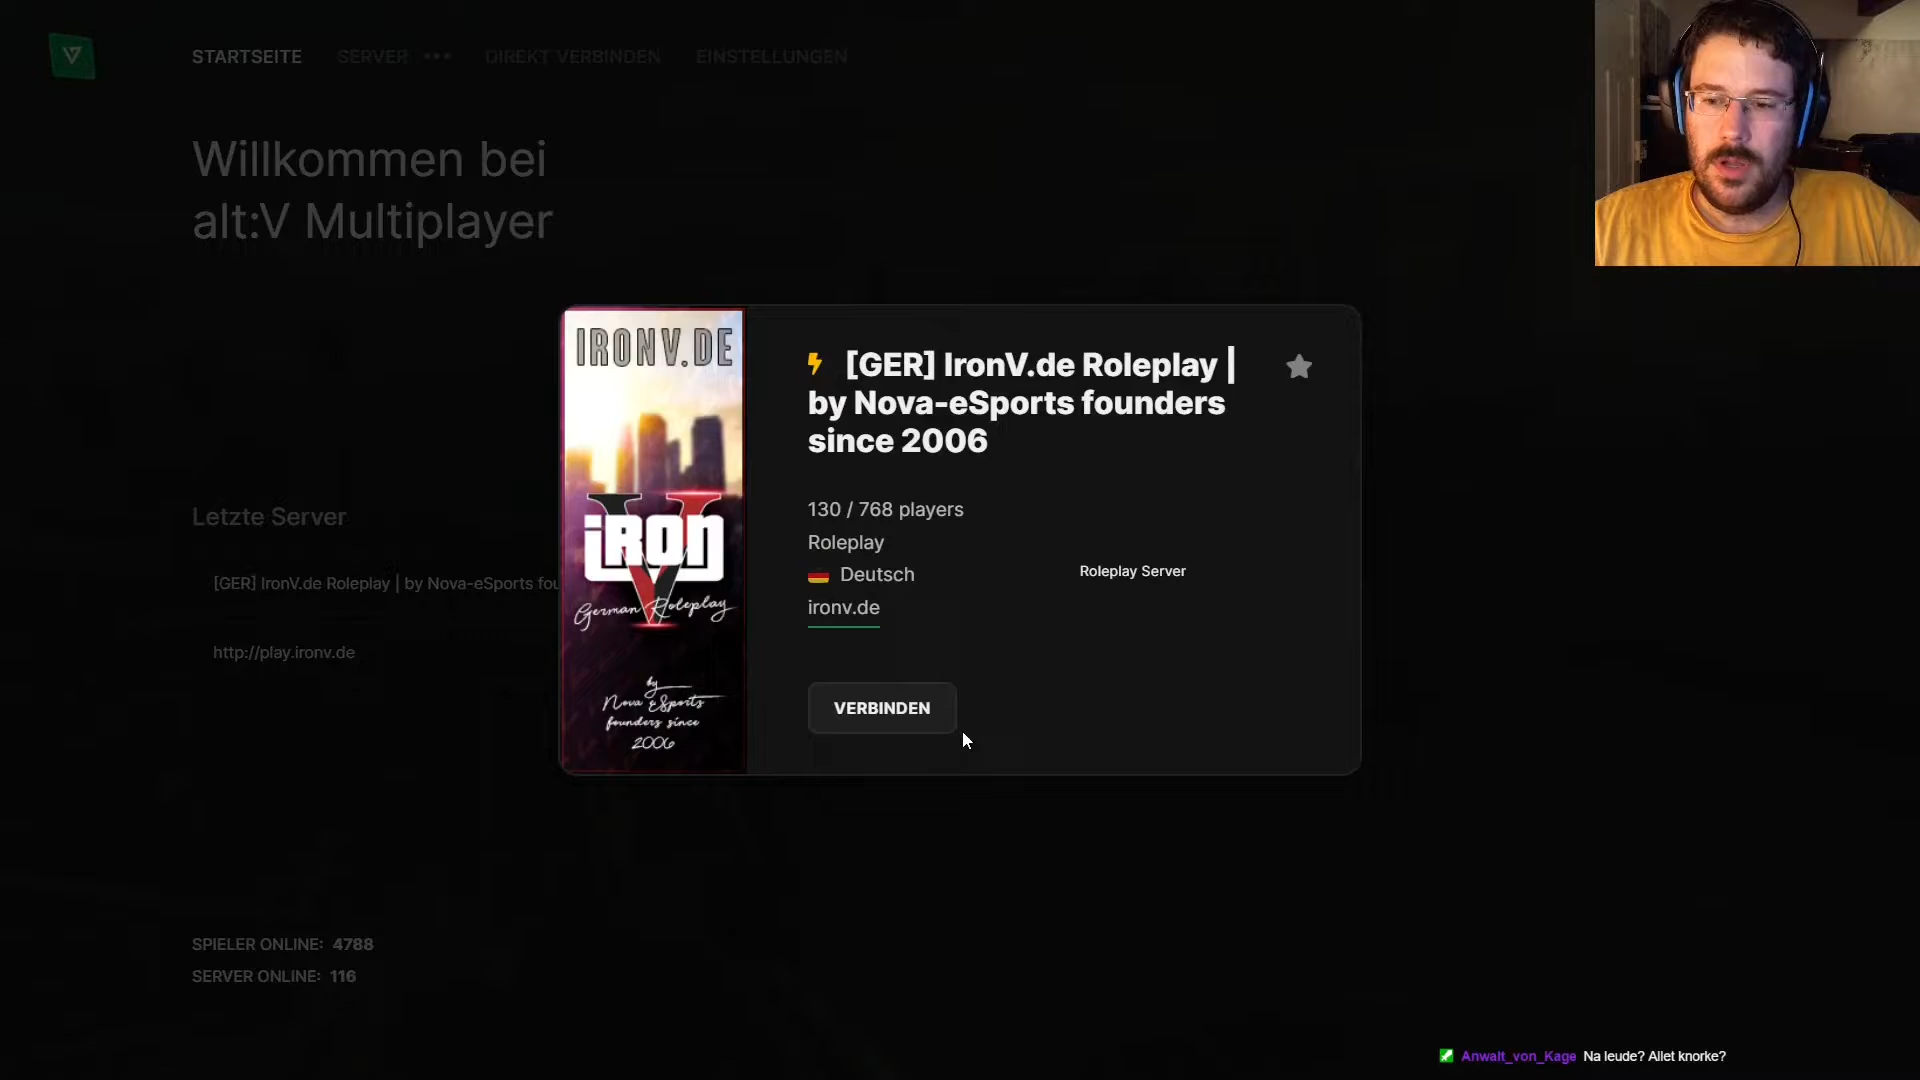 STARTSEITE
SERVER
DIREKT VERBINDEN
EINSTELLUNGEN
Willkommen bei
alt:V Multiplayer
Letzte Server
[GER] IronV.de Roleplay | by Nova-eSports fou
http://play.ironv.de
SPIELER ONLINE: 4788
SERVER ONLINE: 116
IRONV.DE
V
iRON
German Roleplay
by
Nova eSports
founders since
2006
[GER] IronV.de Roleplay |
by Nova-eSports founders
since 2006
130 / 768 players
Roleplay
Deutsch
ironv.de
Roleplay Server
VERBINDEN
Anwalt_von_Kage Na leude? Allet knorke?